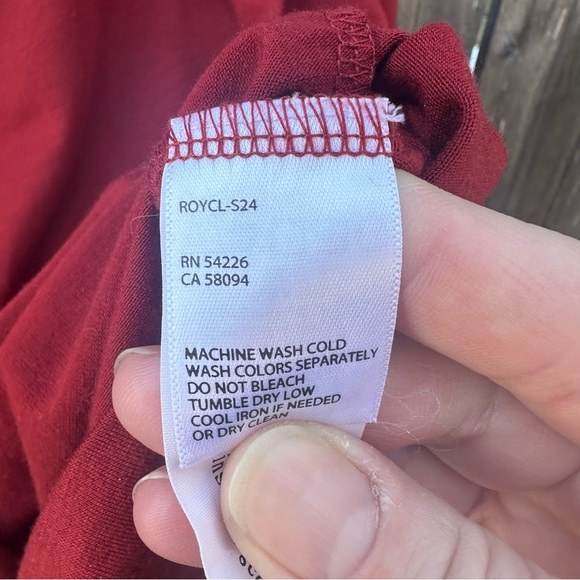 ROYCL-S24
RN 54226
CA 58094
MACHINE WASH COLD
WASH COLORS SEPARATELY
DO NOT BLEACH
TUMBLE DRY LOW
COOL IRON IF NEEDED
OR DRY CLEAN